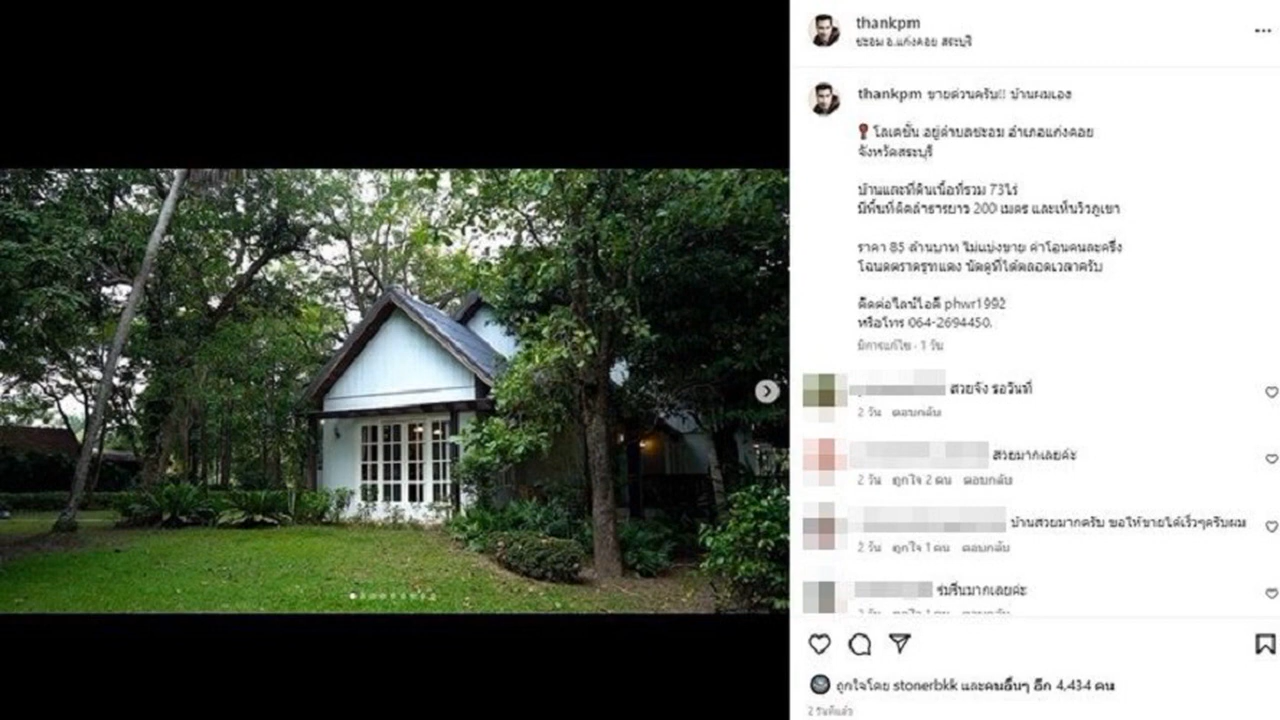 thankpm
ชะอม อ.แก่งคอย สระบุรี
thankpm ขายด่วนครับ!! บ้านผมเอง
โลเคชั่น อยู่ตำบลชะอม อำเภอแก่งคอย
จังหวัดสระบุรี
บ้านและที่ดินเนื้อที่รวม 73ไร่
มีพื้นที่ติดลำธารยาว 200 เมตร และเห็นวิวภูเขา
ราคา 85 ล้านบาท ไม่แบ่งขาย ค่าโอนคนละครึ่ง
โฉนดตราครุฑแดง นัดดูที่ได้ตลอดเวลาครับ
ติดต่อไลน์ไอดี phwr1992
หรือโทร 064-2694450.
มีการแก้ไข · 1 วัน
สวยจัง รอวันที่
2 วัน ตอบกลับ
สวยมากเลยค่ะ
2 วัน ถูกใจ 2 คน ตอบกลับ
บ้านสวยมากครับ ขอให้ขายได้เร็วๆครับผม
2 วัน ถูกใจ 1 คน ตอบกลับ
ร่มรื่นมากเลยค่ะ
ถูกใจโดย stonerbkk และคนอื่นๆ อีก 4,434 คน
2 วันที่แล้ว